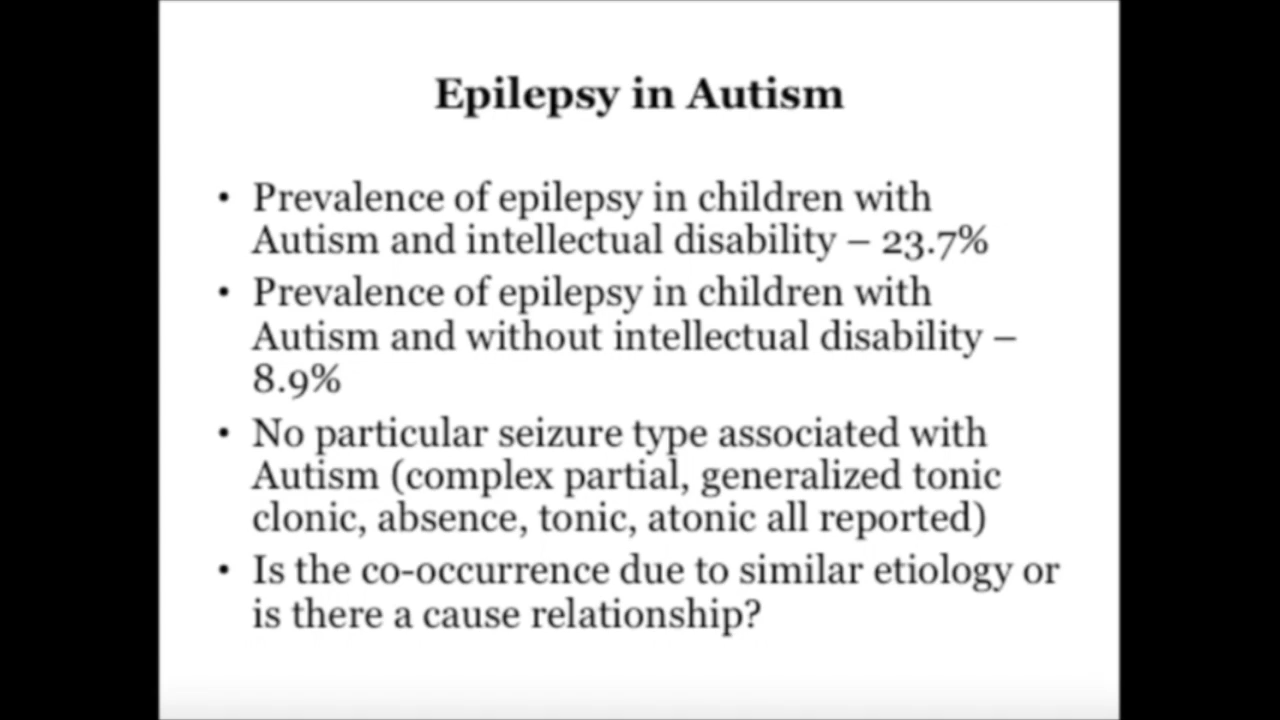 Epilepsy in Autism
• Prevalence of epilepsy in children with
Autism and intellectual disability – 23.7%
• Prevalence of epilepsy in children with
Autism and without intellectual disability –
8.9%
• No particular seizure type associated with
Autism (complex partial, generalized tonic
clonic, absence, tonic, atonic all reported)
• Is the co-occurrence due to similar etiology or
is there a cause relationship?